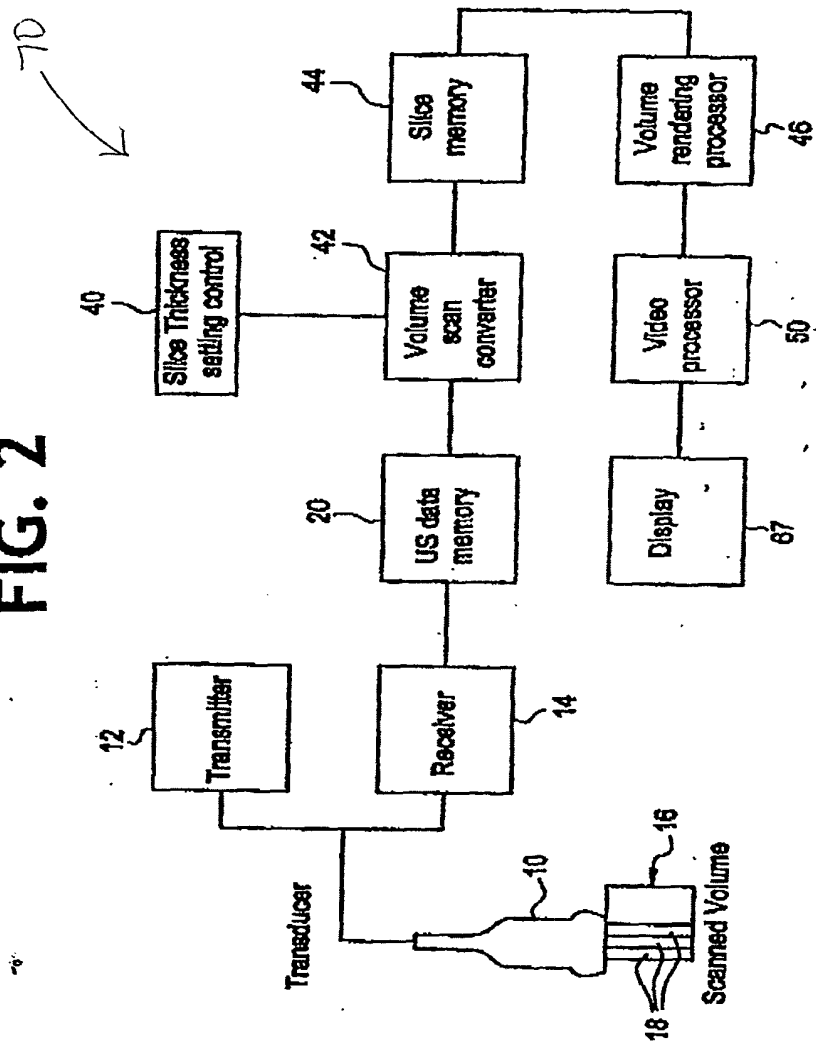 FIG. 2
70
12
Transmitter
40
Slice Thickness
setting control
Transducer
Receiver
14
20
US data
memory
42
Volume
scan
converter
44
Slice
memory
10
16
18
Scanned Volume
Display
67
Video
processor
50
Volume
rendering
processor
46